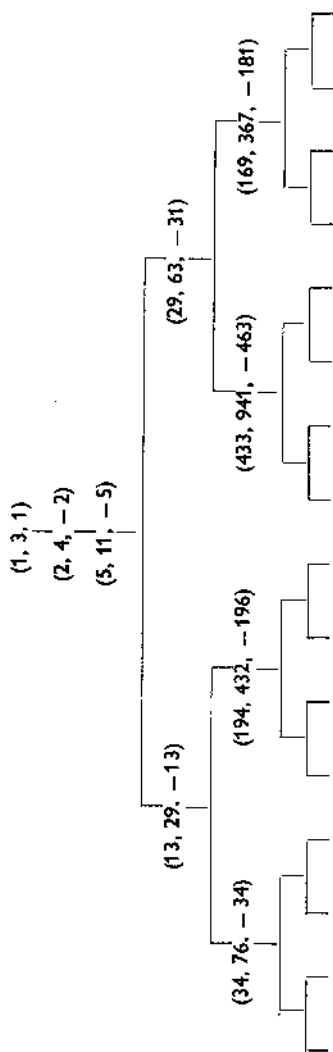 (1, 3, 1)
(2, 4, −2)
(5, 11, −5)
(13, 29. −13)
(29, 63, −31)
(34, 76. −34)
(194, 432, −196)
(433, 941, −463)
(169, 367, −181)